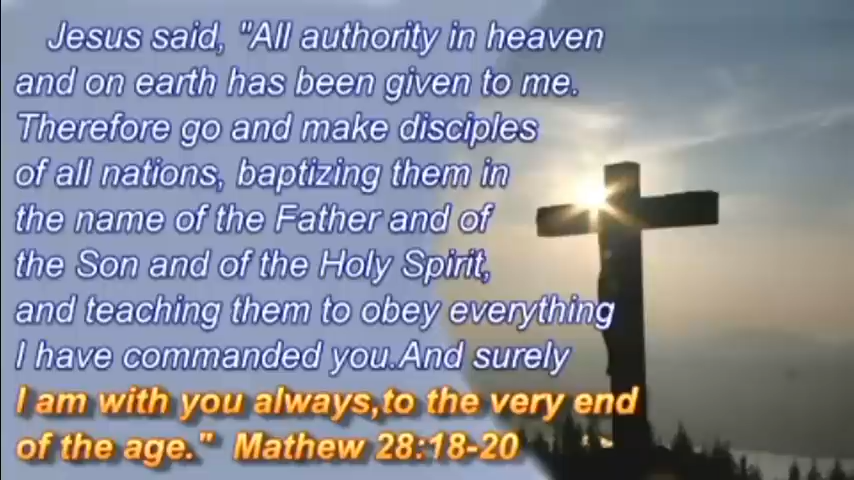 Jesus said, "All authority in heaven
and on earth has been given to me.
Therefore go and make disciples
of all nations, baptizing them in
the name of the Father and of
the Son and of the Holy Spirit,
and teaching them to obey everything
I have commanded you.And surely
I am with you always,to the very end
of the age."  Mathew 28:18-20